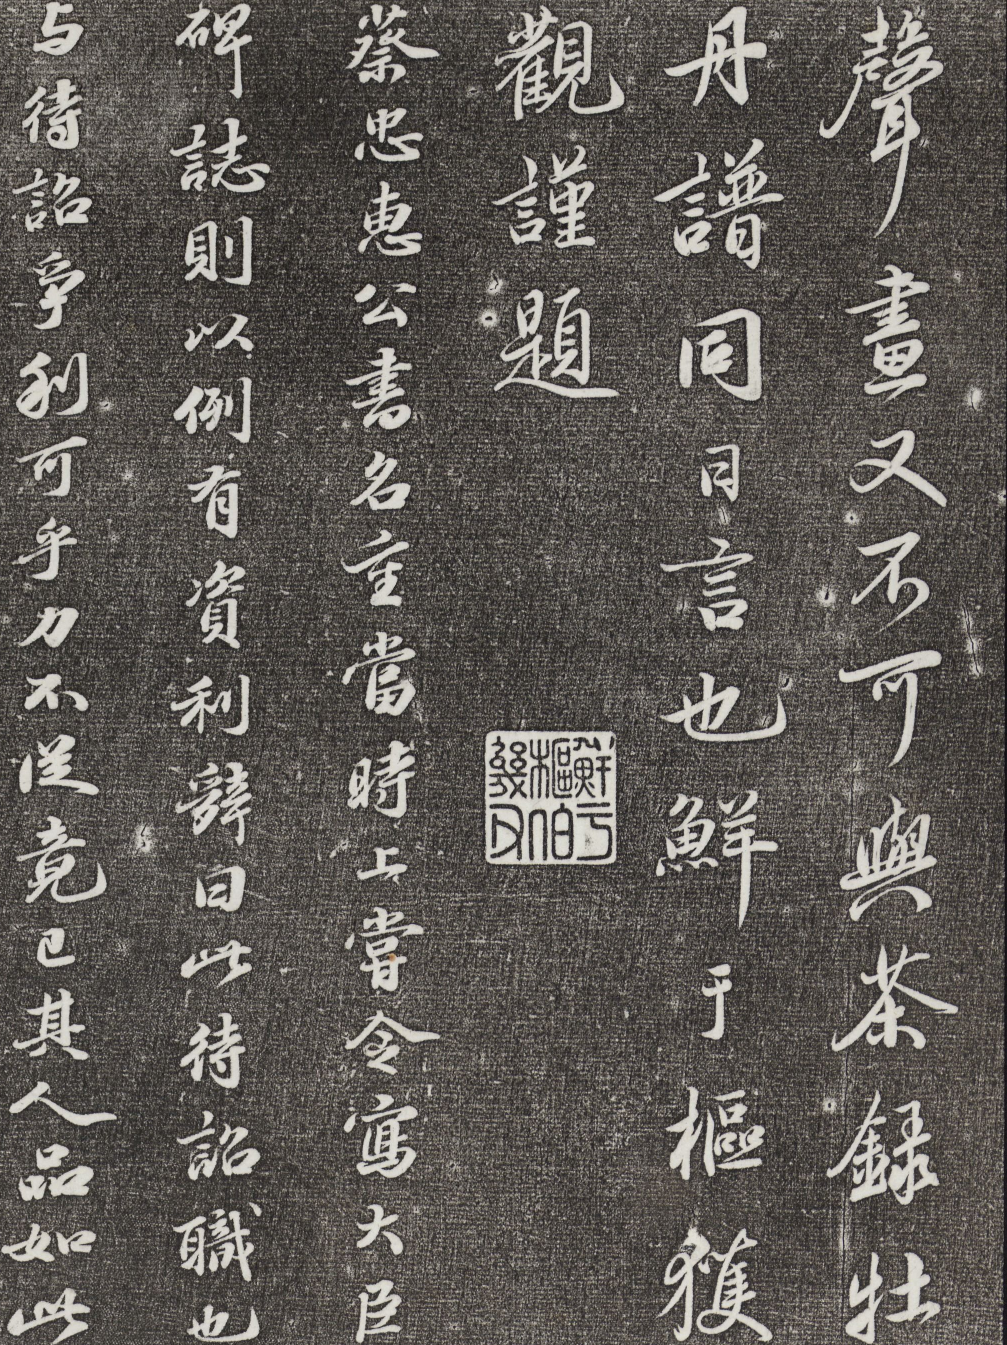 聲畫又不可與茶録牡
丹譜同日言也鮮于樞獲
觀謹題
鮮于樞伯幾父
蔡忠惠公書名重當時上嘗令寫大臣
碑誌則以例有資利辭曰此待詔職也
与待詔爭利可乎力不從竟已其人品如此